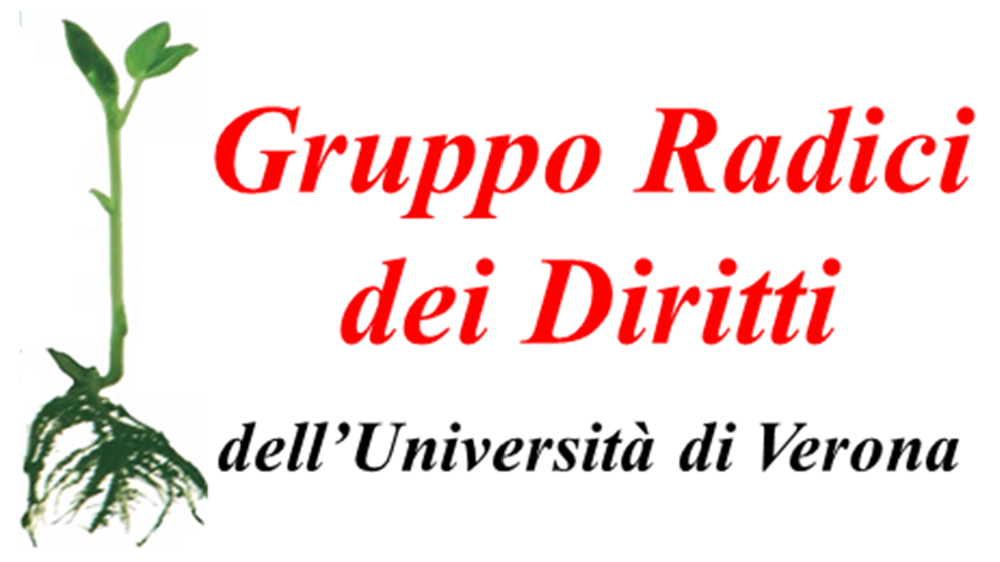 Gruppo Radici
dei Diritti
dell’Università di Verona